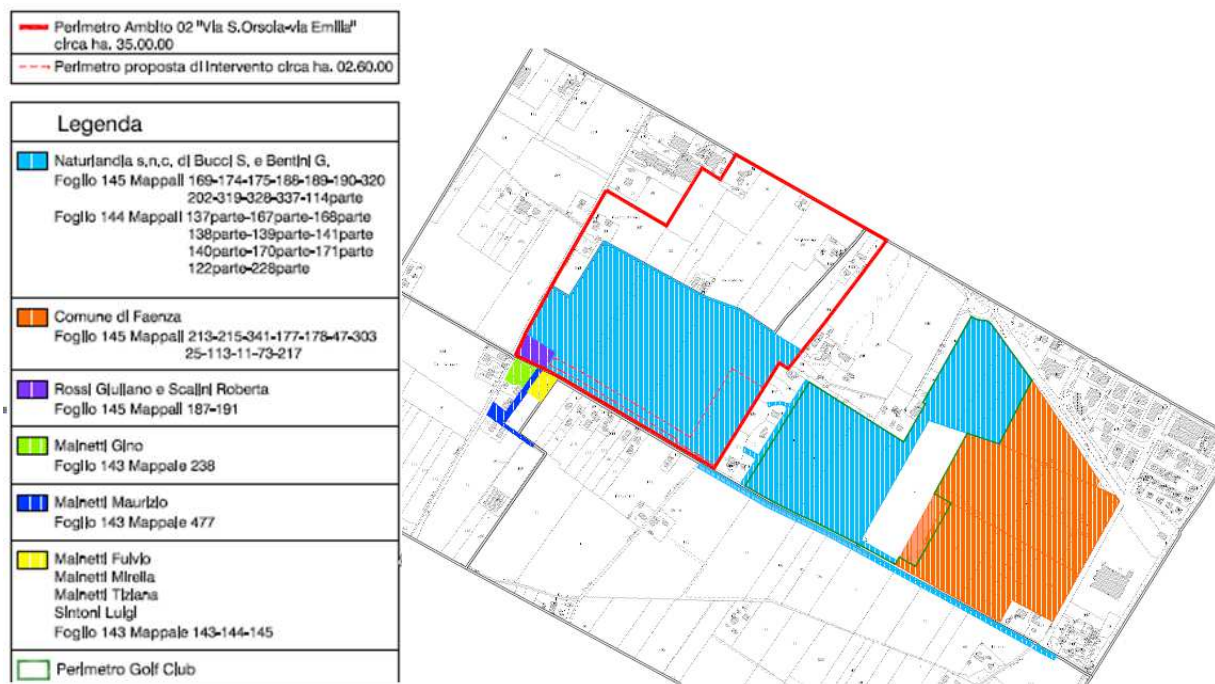 Perimetro Ambito 02 "Via S.Orsola-via Emilia"
circa ha. 35.00.00
Perimetro proposta di intervento circa ha. 02.60.00
Legenda
Naturlandia s.n.c. di Bucci S. e Bentini G.
Foglio 145 Mappali 169-174-175-188-189-190-320
202-319-328-337-114parte
Foglio 144 Mappali 137parte-167parte-168parte
138parte-139parte-141parte
140parte-170parte-171parte
122parte-228parte
Comune di Faenza
Foglio 145 Mappali 213-215-341-177-178-47-303
25-113-11-73-217
Rossi Giuliano e Scalini Roberta
Foglio 145 Mappali 187-191
Mainetti Gino
Foglio 143 Mappale 238
Mainetti Maurizio
Foglio 143 Mappale 477
Mainetti Fulvio
Mainetti Mirella
Mainetti Tiziana
Sintoni Luigi
Foglio 143 Mappale 143-144-145
Perimetro Golf Club